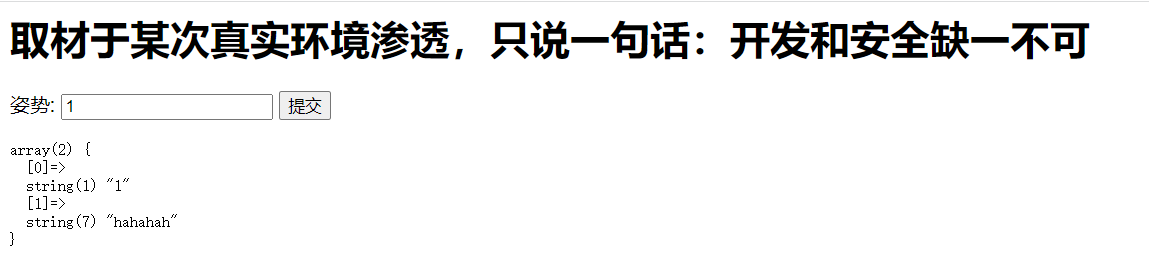 取材于某次真实环境渗透，只说一句话：开发和安全缺一不可
姿势: 1 提交
array(2) {
  [0]=>
  string(1) "1"
  [1]=>
  string(7) "hahahah"
}